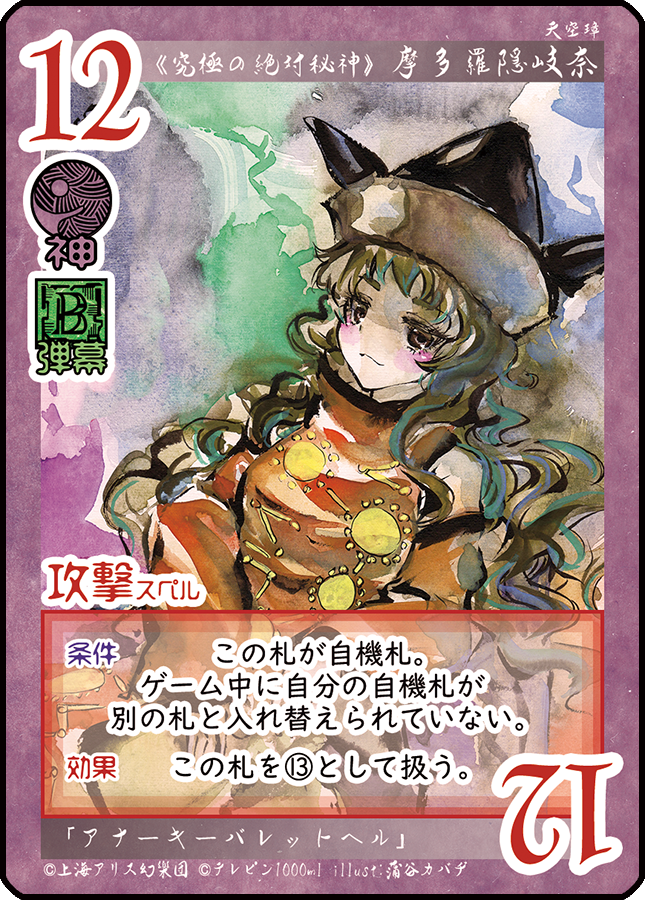 天空璋
12
《究極の絶対秘神》 摩多羅隠岐奈
神
B
弾幕
攻撃スペル
条件 この札が自機札。
ゲーム中に自分の自機札が
別の札と入れ替えられていない。
効果 この札を⑬として扱う。
12
「アナーキーバレットヘル」
©上海アリス幻樂団 ©テレピン1000ml illust:蒲谷カバヂ